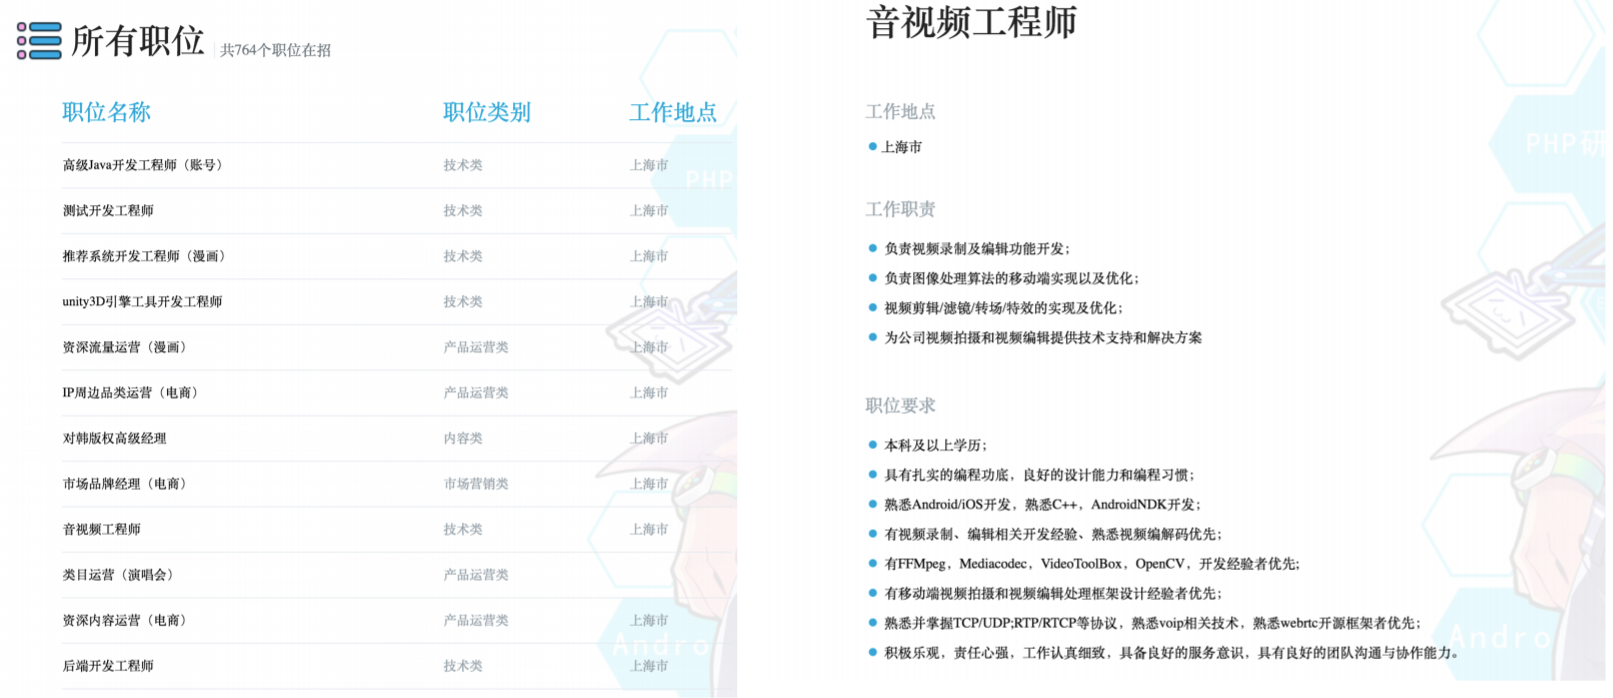 所有职位 共764个职位在招
职位名称 职位类别 工作地点
高级Java开发工程师（账号） 技术类 上海市
测试开发工程师 技术类 上海市
推荐系统开发工程师（漫画） 技术类 上海市
unity3D引擎工具开发工程师 技术类 上海市
资深流量运营（漫画） 产品运营类 上海市
IP周边品类运营（电商） 产品运营类 上海市
对韩版权高级经理 内容类 上海市
市场品牌经理（电商） 市场营销类 上海市
音视频工程师 技术类 上海市
类目运营（演唱会） 产品运营类
资深内容运营（电商） 产品运营类 上海市
后端开发工程师 技术类 上海市
PHP
Andro
音视频工程师
工作地点
上海市
工作职责
负责视频录制及编辑功能开发;
负责图像处理算法的移动端实现以及优化;
视频剪辑/滤镜/转场/特效的实现及优化;
为公司视频拍摄和视频编辑提供技术支持和解决方案
职位要求
本科及以上学历;
具有扎实的编程功底，良好的设计能力和编程习惯;
熟悉Android/iOS开发，熟悉C++，AndroidNDK开发;
有视频录制、编辑相关开发经验、熟悉视频编解码优先;
有FFMpeg，Mediacodec，VideoToolBox，OpenCV，开发经验者优先;
有移动端视频拍摄和视频编辑处理框架设计经验者优先;
熟悉并掌握TCP/UDP;RTP/RTCP等协议，熟悉voip相关技术，熟悉webrtc开源框架者优先;
积极乐观，责任心强，工作认真细致，具备良好的服务意识，具有良好的团队沟通与协作能力。
PHP研
Andro